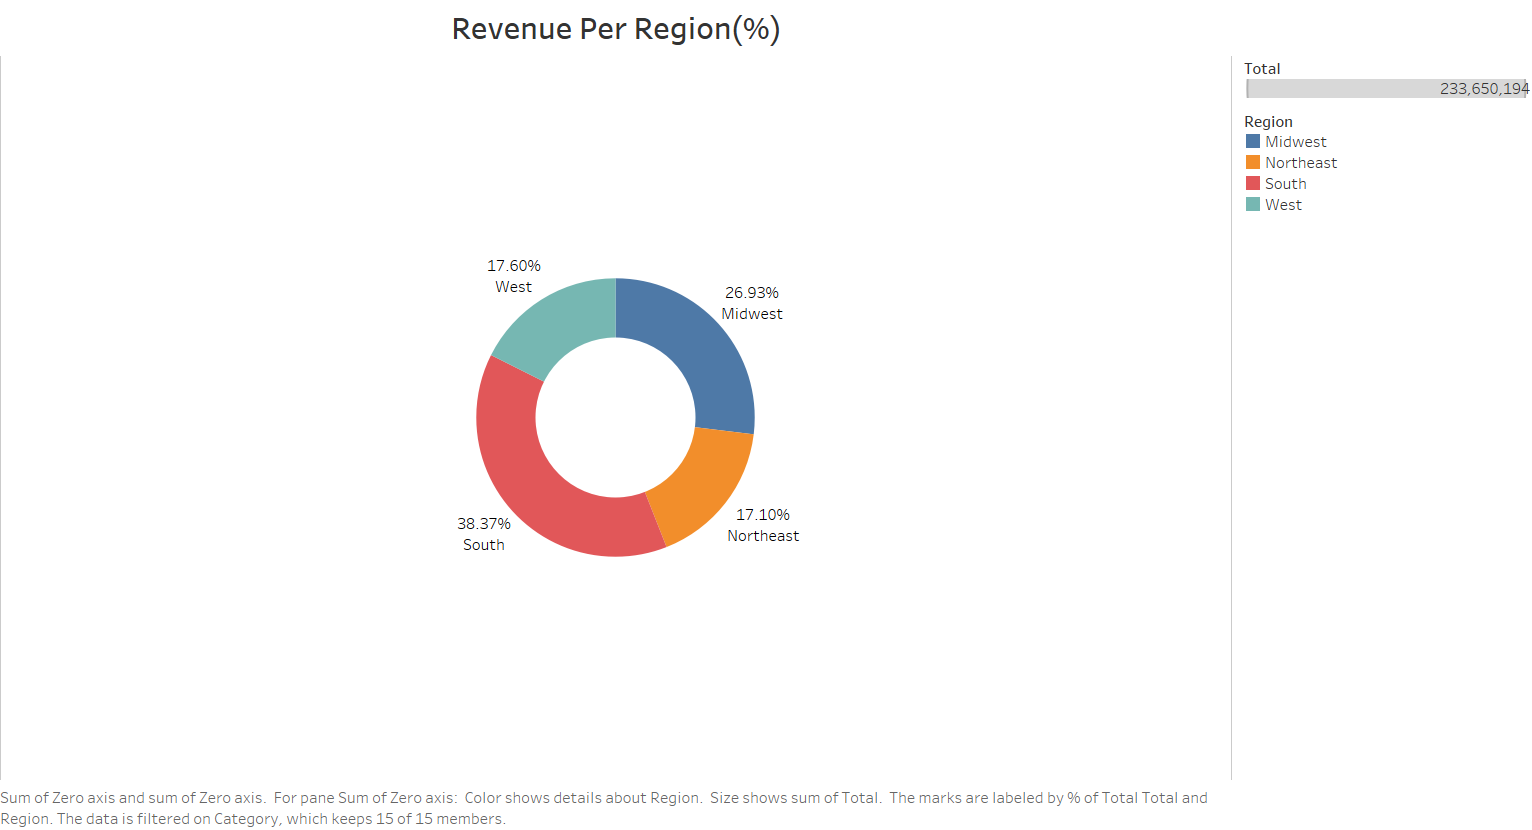 Revenue Per Region(%)
Total
233,650,194
Region
Midwest
Northeast
South
West
17.60%
West
26.93%
Midwest
38.37%
South
17.10%
Northeast
Sum of Zero axis and sum of Zero axis.  For pane Sum of Zero axis:  Color shows details about Region.  Size shows sum of Total.  The marks are labeled by % of Total Total and
Region. The data is filtered on Category, which keeps 15 of 15 members.